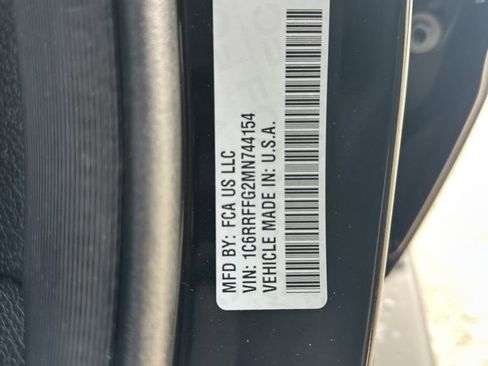 MFD BY: FCA US LLC
VIN: 1C6RRFFG2MN744154
VEHICLE MADE IN: U.S.A.